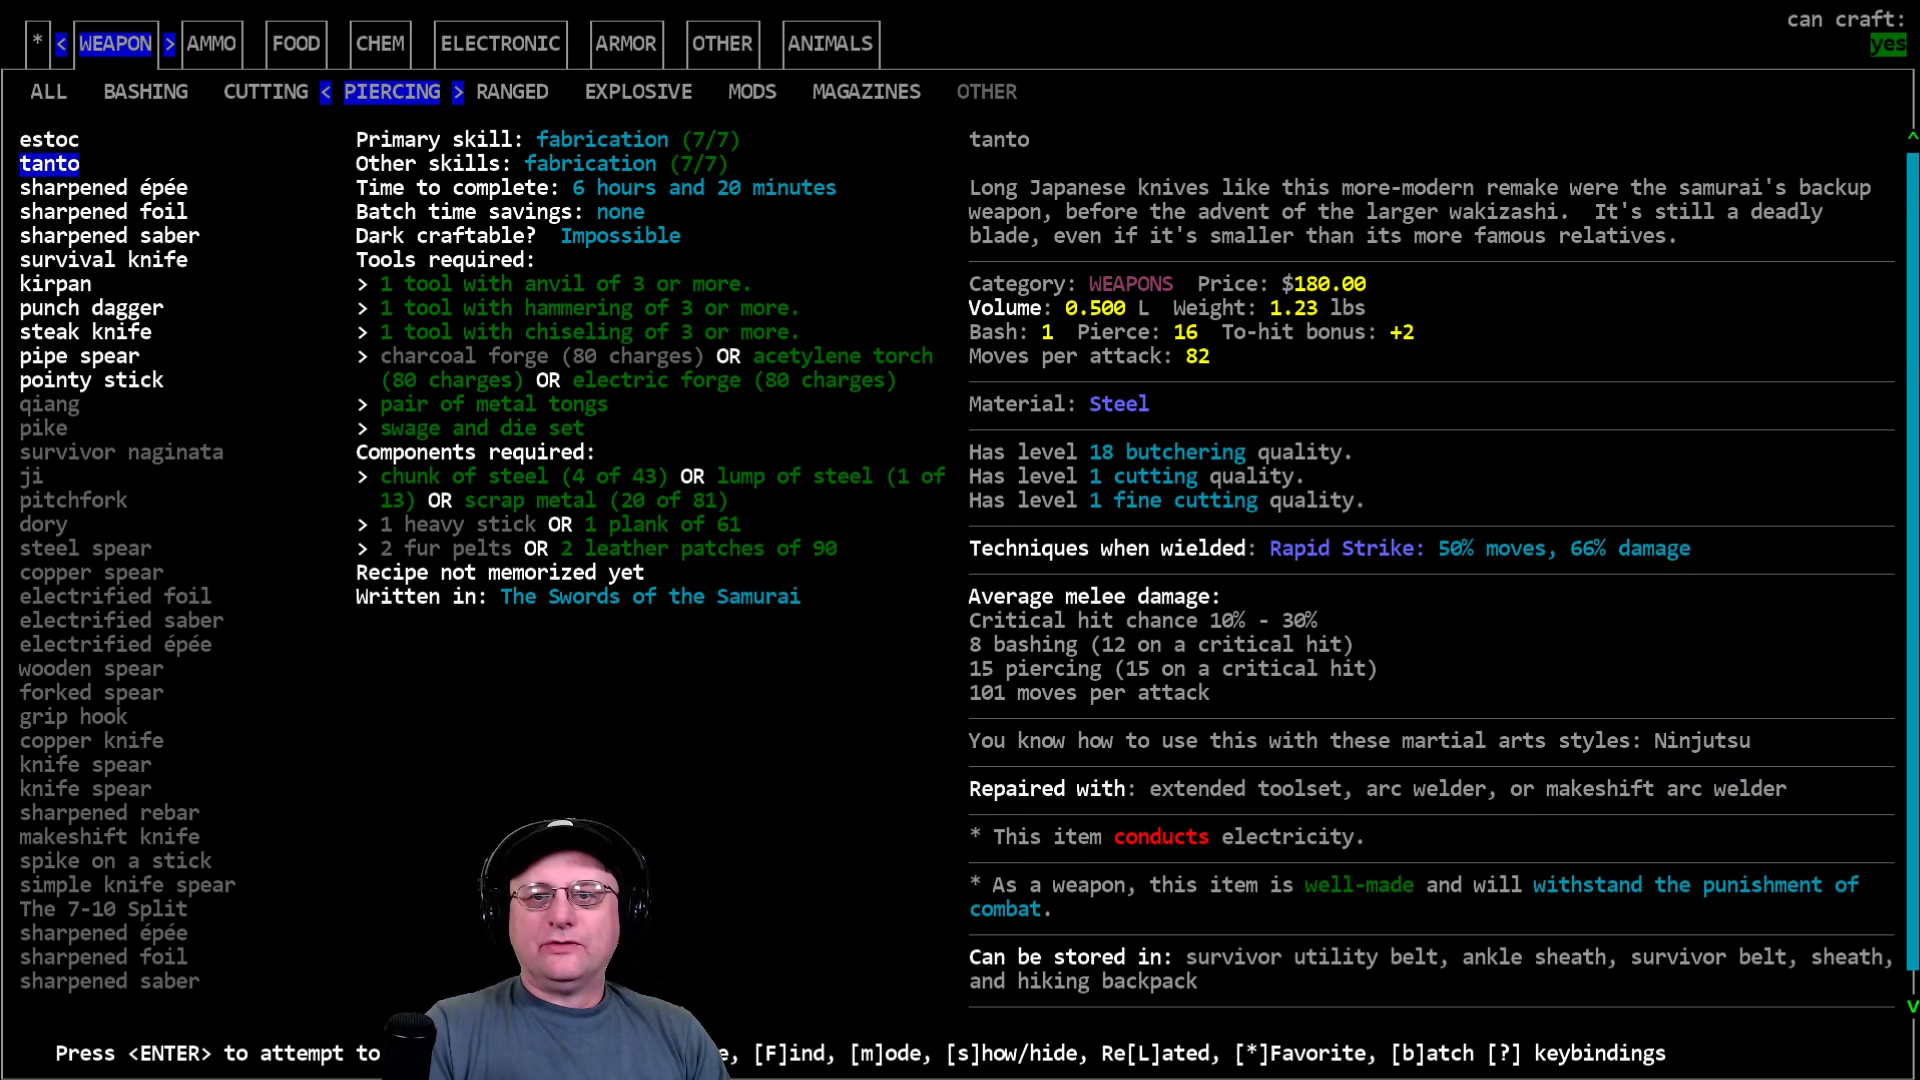 can craft:
* < WEAPON > AMMO FOOD CHEM ELECTRONIC ARMOR OTHER ANIMALS yes
ALL BASHING CUTTING < PIERCING > RANGED EXPLOSIVE MODS MAGAZINES OTHER
estoc
tanto
sharpened épée
sharpened foil
sharpened saber
survival knife
kirpan
punch dagger
steak knife
pipe spear
pointy stick
qiang
pike
survivor naginata
ji
pitchfork
dory
steel spear
copper spear
electrified foil
electrified saber
electrified épée
wooden spear
forked spear
grip hook
copper knife
knife spear
knife spear
sharpened rebar
makeshift knife
spike on a stick
simple knife spear
The 7-10 Split
sharpened épée
sharpened foil
sharpened saber
Primary skill: fabrication (7/7)
Other skills: fabrication (7/7)
Time to complete: 6 hours and 20 minutes
Batch time savings: none
Dark craftable? Impossible
Tools required:
> 1 tool with anvil of 3 or more.
> 1 tool with hammering of 3 or more.
> 1 tool with chiseling of 3 or more.
> charcoal forge (80 charges) OR acetylene torch
(80 charges) OR electric forge (80 charges)
> pair of metal tongs
> swage and die set
Components required:
> chunk of steel (4 of 43) OR lump of steel (1 of
13) OR scrap metal (20 of 81)
> 1 heavy stick OR 1 plank of 61
> 2 fur pelts OR 2 leather patches of 90
Recipe not memorized yet
Written in: The Swords of the Samurai
tanto
Long Japanese knives like this more-modern remake were the samurai's backup
weapon, before the advent of the larger wakizashi. It's still a deadly
blade, even if it's smaller than its more famous relatives.
Category: WEAPONS Price: $180.00
Volume: 0.500 L Weight: 1.23 lbs
Bash: 1 Pierce: 16 To-hit bonus: +2
Moves per attack: 82
Material: Steel
Has level 18 butchering quality.
Has level 1 cutting quality.
Has level 1 fine cutting quality.
Techniques when wielded: Rapid Strike: 50% moves, 66% damage
Average melee damage:
Critical hit chance 10% - 30%
8 bashing (12 on a critical hit)
15 piercing (15 on a critical hit)
101 moves per attack
You know how to use this with these martial arts styles: Ninjutsu
Repaired with: extended toolset, arc welder, or makeshift arc welder
* This item conducts electricity.
* As a weapon, this item is well-made and will withstand the punishment of
combat.
Can be stored in: survivor utility belt, ankle sheath, survivor belt, sheath,
and hiking backpack
Press <ENTER> to attempt to e, [F]ind, [m]ode, [s]how/hide, Re[L]ated, [*]Favorite, [b]atch [?] keybindings